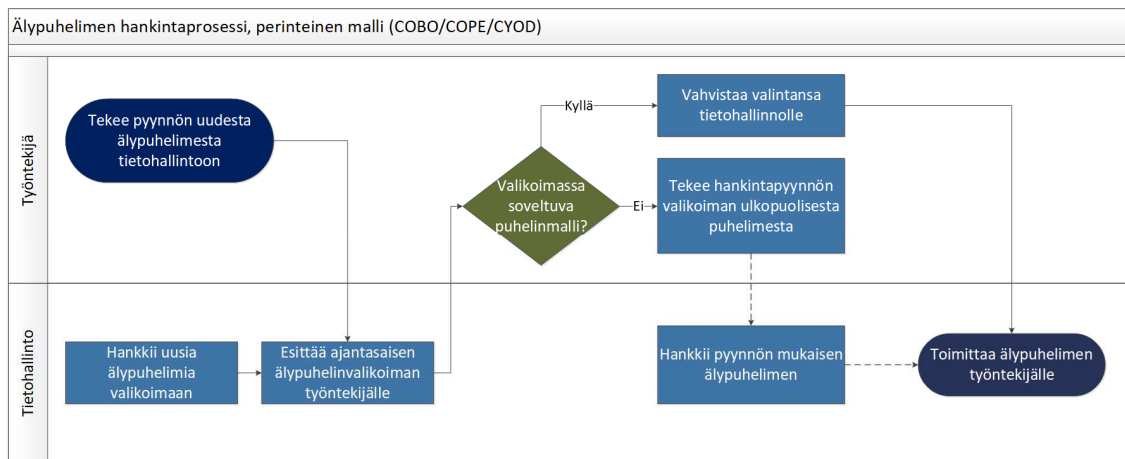 Älypuhelimen hankintaprosessi, perinteinen malli (COBO/COPE/CYOD)
Työntekijä
Tekee pyynnön uudesta
älypuhelimesta
tietohallintoon
Valikoimassa
soveltuva
puhelinmalli?
Kyllä
Vahvistaa valintansa
tietohallinnolle
Ei
Tekee hankintapyynnön
valikoiman ulkopuolisesta
puhelimesta
Tietohallinto
Hankkii uusia
älypuhelimia
valikoimaan
Esittää ajantasaisen
älypuhelinvalikoiman
työntekijälle
Hankkii pyynnön mukaisen
älypuhelimen
Toimittaa älypuhelimen
työntekijälle